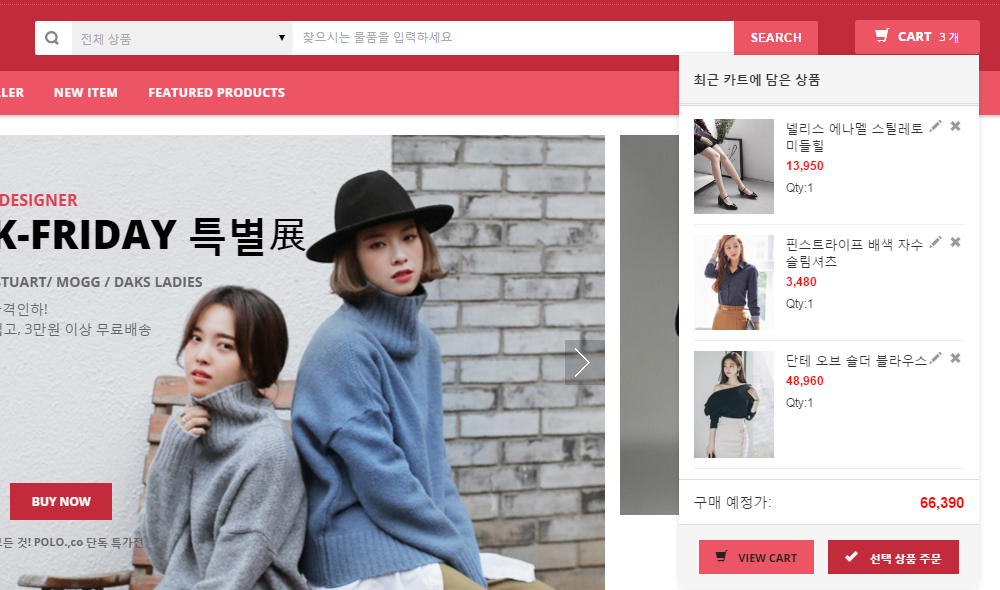 전체 상품
찾으시는 물품을 입력하세요
SEARCH
CART 3 개
NEW ITEM
FEATURED PRODUCTS
최근 카트에 담은 상품
넬리스 에나멜 스틸레토
미들힐
13,950
Qty:1
핀스트라이프 배색 자수
슬림셔츠
3,480
Qty:1
단테 오브 숄더 블라우스
48,960
Qty:1
구매 예정가:
66,390
VIEW CART
선택 상품 주문
DESIGNER
K-FRIDAY 특별展
STUART/ MOGG / DAKS LADIES
가격인하!
3만원 이상 무료배송
BUY NOW
것! POLO.,co 단독 특가전